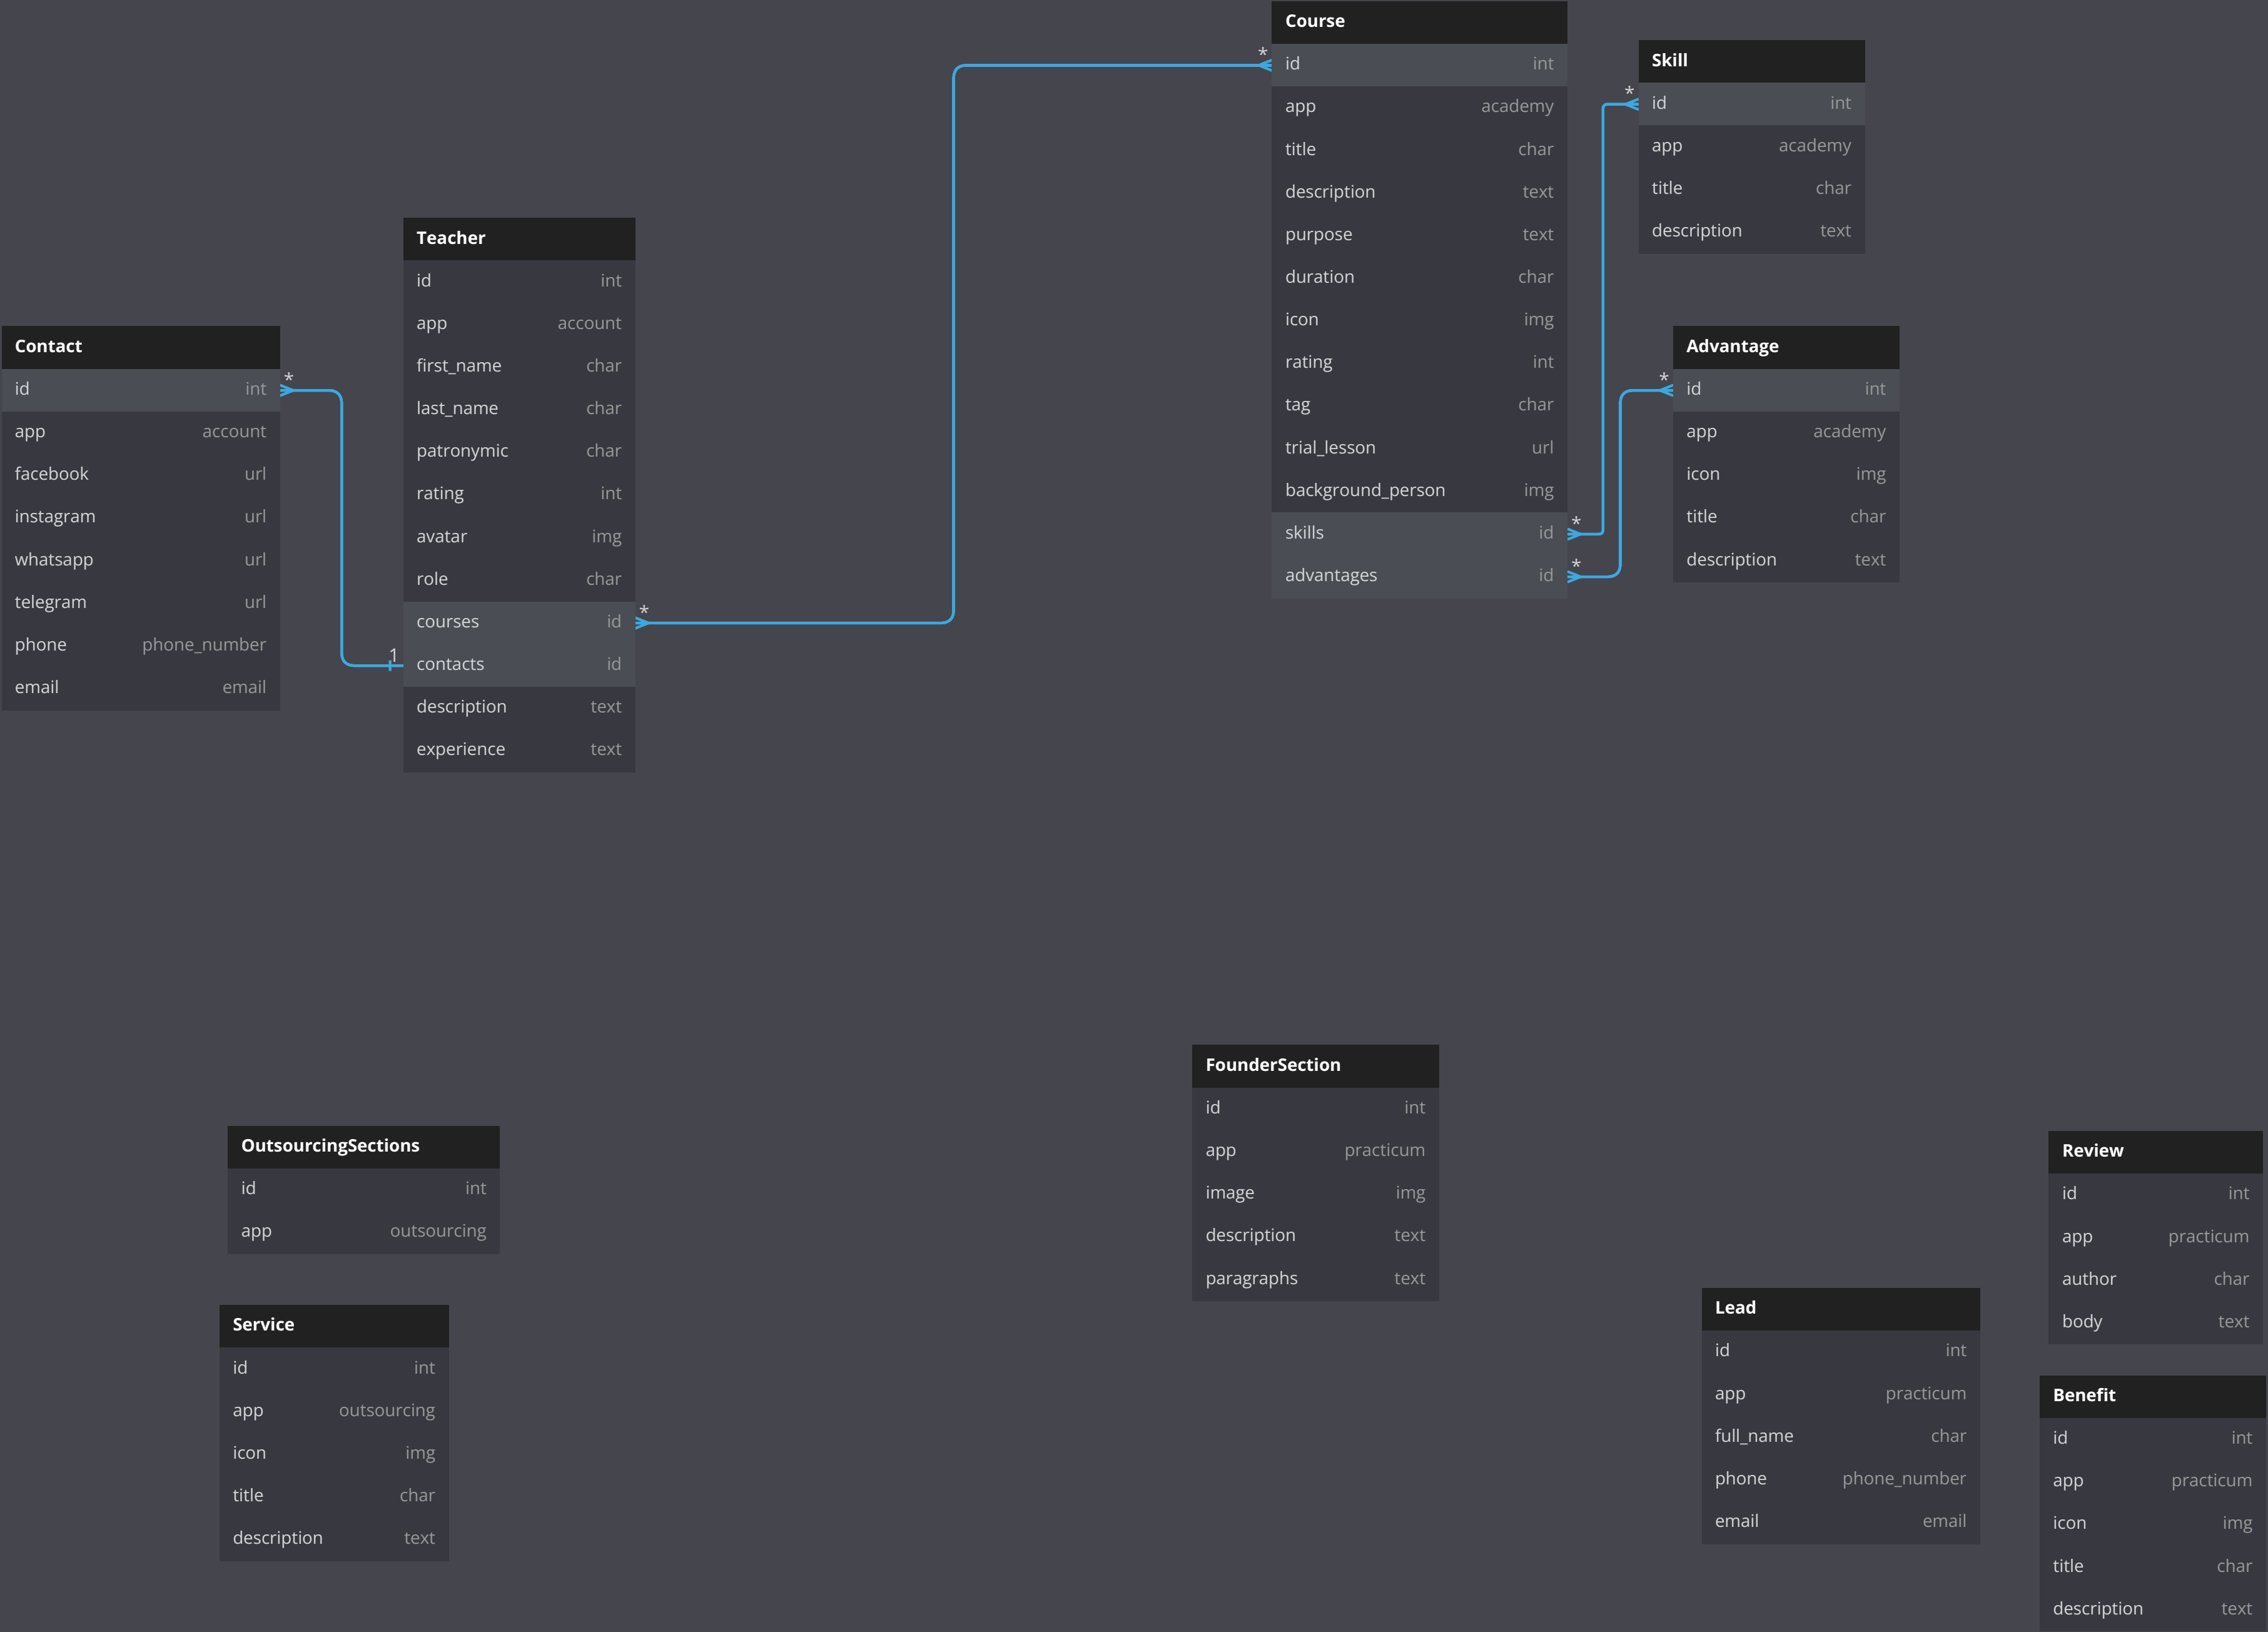 Course
* id int
app academy
title char
description text
purpose text
duration char
icon img
rating int
tag char
trial_lesson url
background_person img
skills id *
advantages id *
Skill
* id int
app academy
title char
description text
Teacher
id int
app account
first_name char
last_name char
patronymic char
rating int
avatar img
role char
courses id *
1 contacts id
description text
experience text
Contact
id int *
app account
facebook url
instagram url
whatsapp url
telegram url
phone phone_number
email email
Advantage
* id int
app academy
icon img
title char
description text
FounderSection
id int
app practicum
image img
description text
paragraphs text
OutsourcingSections
id int
app outsourcing
Review
id int
app practicum
author char
body text
Service
id int
app outsourcing
icon img
title char
description text
Lead
id int
app practicum
full_name char
phone phone_number
email email
Benefit
id int
app practicum
icon img
title char
description text